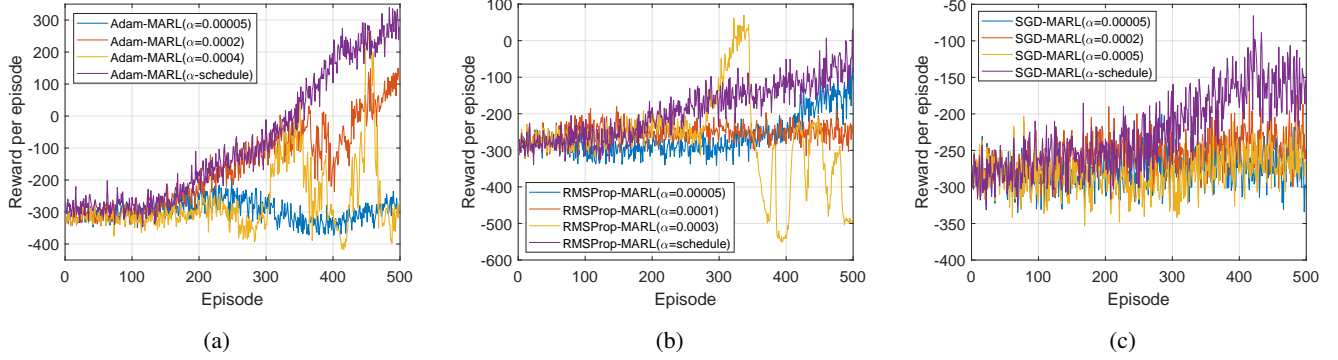 Reward per episode
300
200
100
0
-100
-200
-300
-400
0
100
200
300
400
500
Episode
Adam-MARL(α=0.00005)
Adam-MARL(α=0.0002)
Adam-MARL(α=0.0004)
Adam-MARL(α-schedule)
(a)
Reward per episode
0
-100
-200
-300
-400
-500
-600
0
100
200
300
400
500
Episode
RMSProp-MARL(α=0.00005)
RMSProp-MARL(α=0.0001)
RMSProp-MARL(α=0.0003)
RMSProp-MARL(α=schedule)
(b)
Reward per episode
-50
-100
-150
-200
-250
-300
-350
-400
0
100
200
300
400
500
Episode
SGD-MARL(α=0.00005)
SGD-MARL(α=0.0002)
SGD-MARL(α=0.0005)
SGD-MARL(α-schedule)
(c)